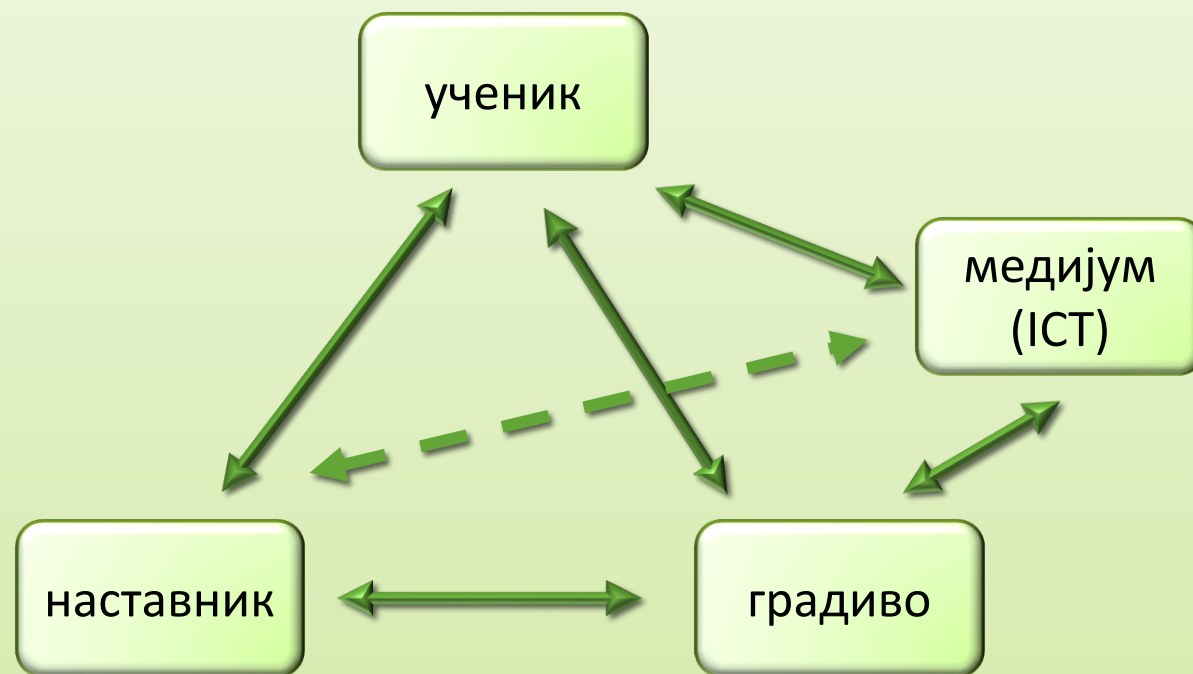 ученик
медијум
(ICT)
наставник
градиво